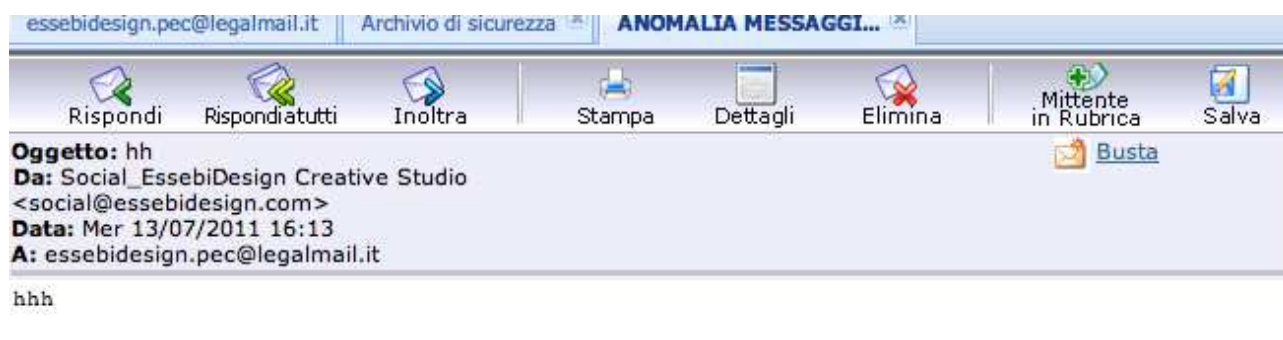 essebidesign.pec@legalmail.it Archivio di sicurezza ANOMALIA MESSAGGI...
Rispondi Rispondi a tutti Inoltra Stampa Dettagli Elimina Mittente in Rubrica Salva
Oggetto: hh Busta
Da: Social_EssebiDesign Creative Studio
<social@essebidesign.com>
Data: Mer 13/07/2011 16:13
A: essebidesign.pec@legalmail.it
hhh